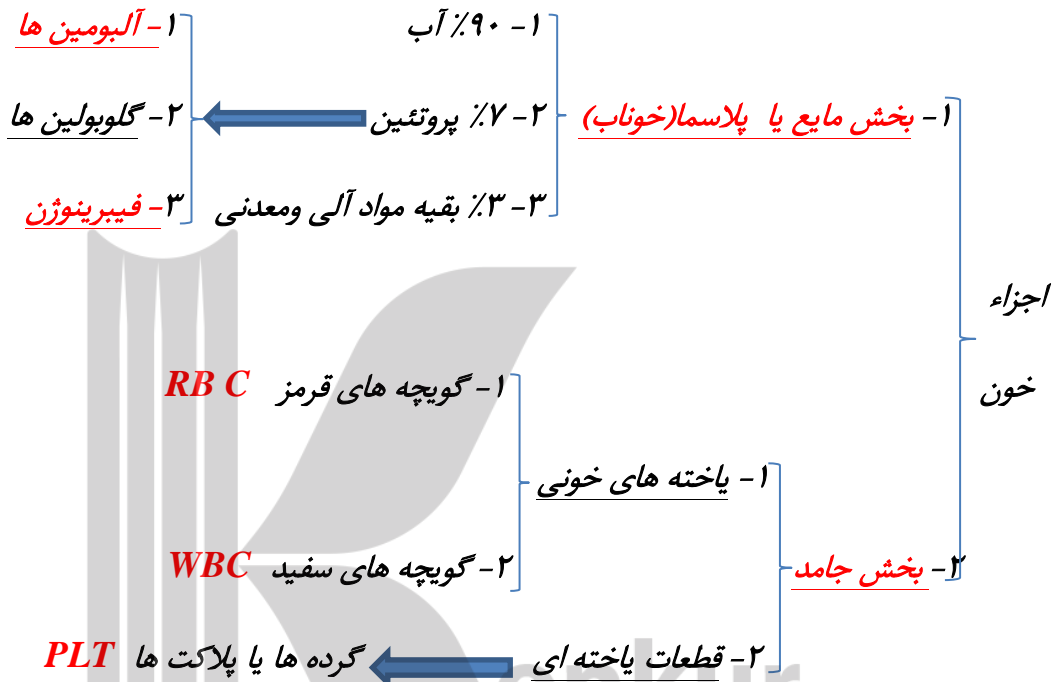 ۱- آلبومین ها
۱- ۹۰٪ آب
۱- بخش مایع یا پلاسما(خوناب)
۲- ۷٪ پروتئین
۲- گلوبولین ها
۳- ۳٪ بقیه مواد آلی ومعدنی
۳- فیبرینوژن
اجزاء
خون
۱- گویچه های قرمز RB C
۱- یاخته های خونی
۲- گویچه های سفید WBC
۲- بخش جامد
۲- قطعات یاخته ای
گرده ها یا پلاکت ها PLT